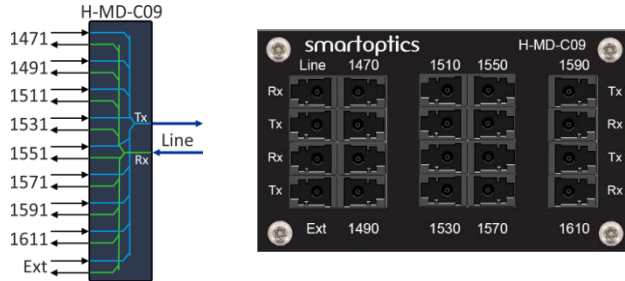 H-MD-C09
1471
1491
1511
1531
1551
1571
1591
1611
Ext
Tx
Rx
Line
smartoptics H-MD-C09
Line 1470 1510 1550 1590
Rx Tx
Tx Rx
Rx Tx
Tx Rx
Ext 1490 1530 1570 1610